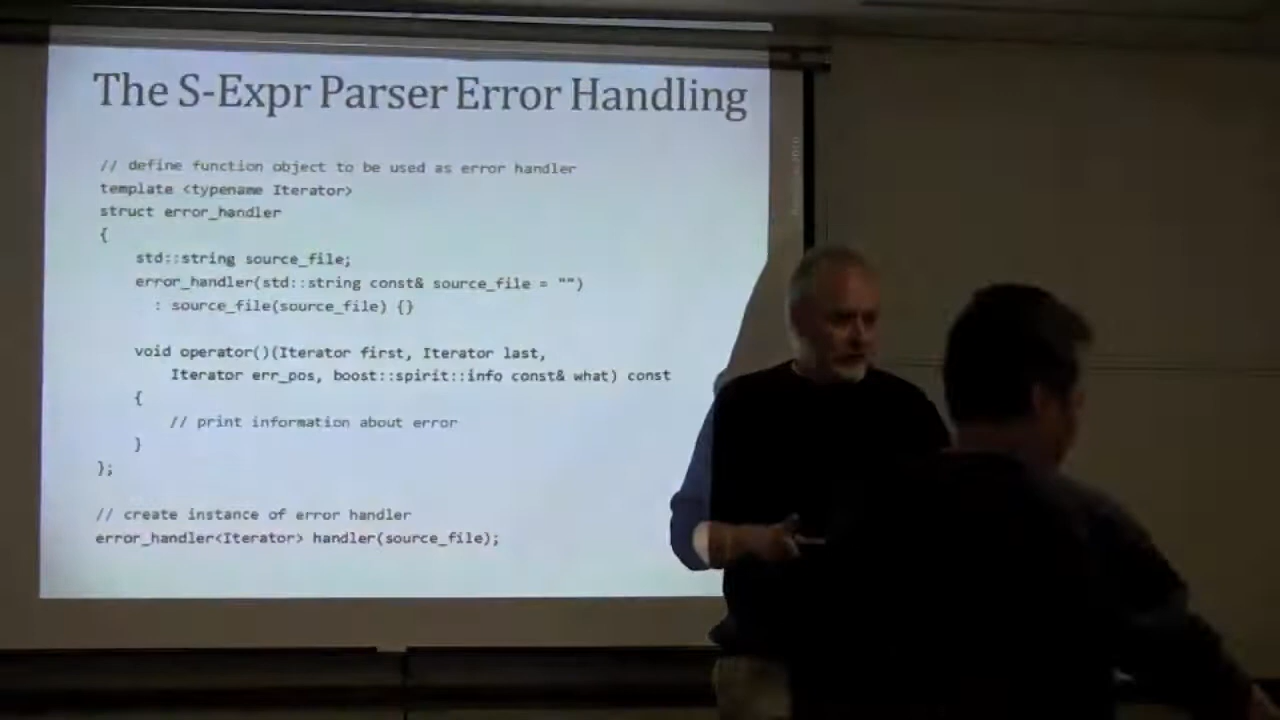 The S-Expr Parser Error Handling
// define function object to be used as error handler
template <typename Iterator>
struct error_handler
{
std::string source_file;
error_handler(std::string const& source_file = "")
: source_file(source_file) {}
void operator()(Iterator first, Iterator last,
Iterator err_pos, boost::spirit::info const& what) const
{
// print information about error
}
};
// create instance of error handler
error_handler<Iterator> handler(source_file);